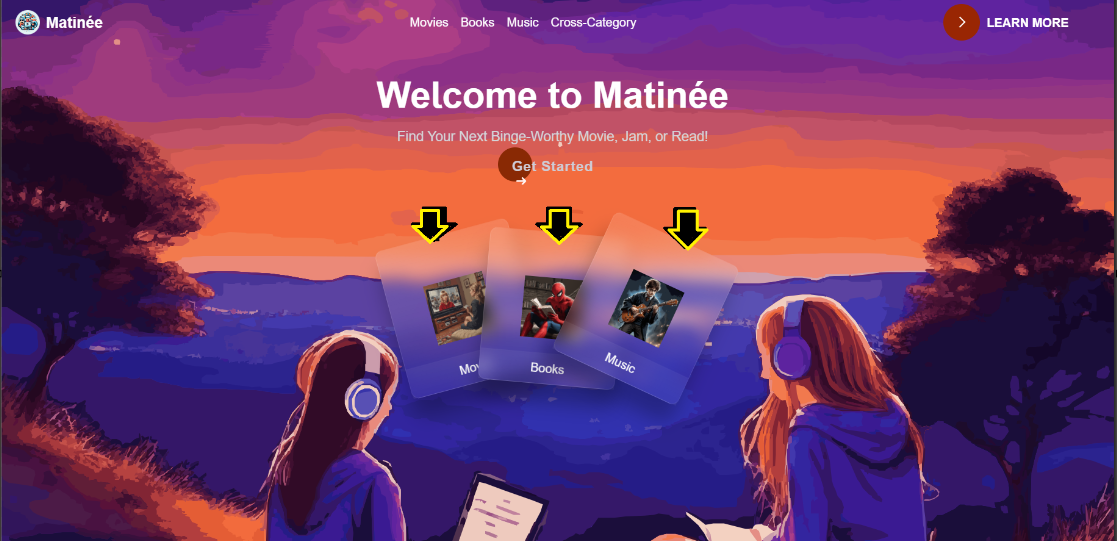 Matinée
Movies Books Music Cross-Category
LEARN MORE
Welcome to Matinée
Find Your Next Binge-Worthy Movie, Jam, or Read!
Get Started
Mov
Books
Music